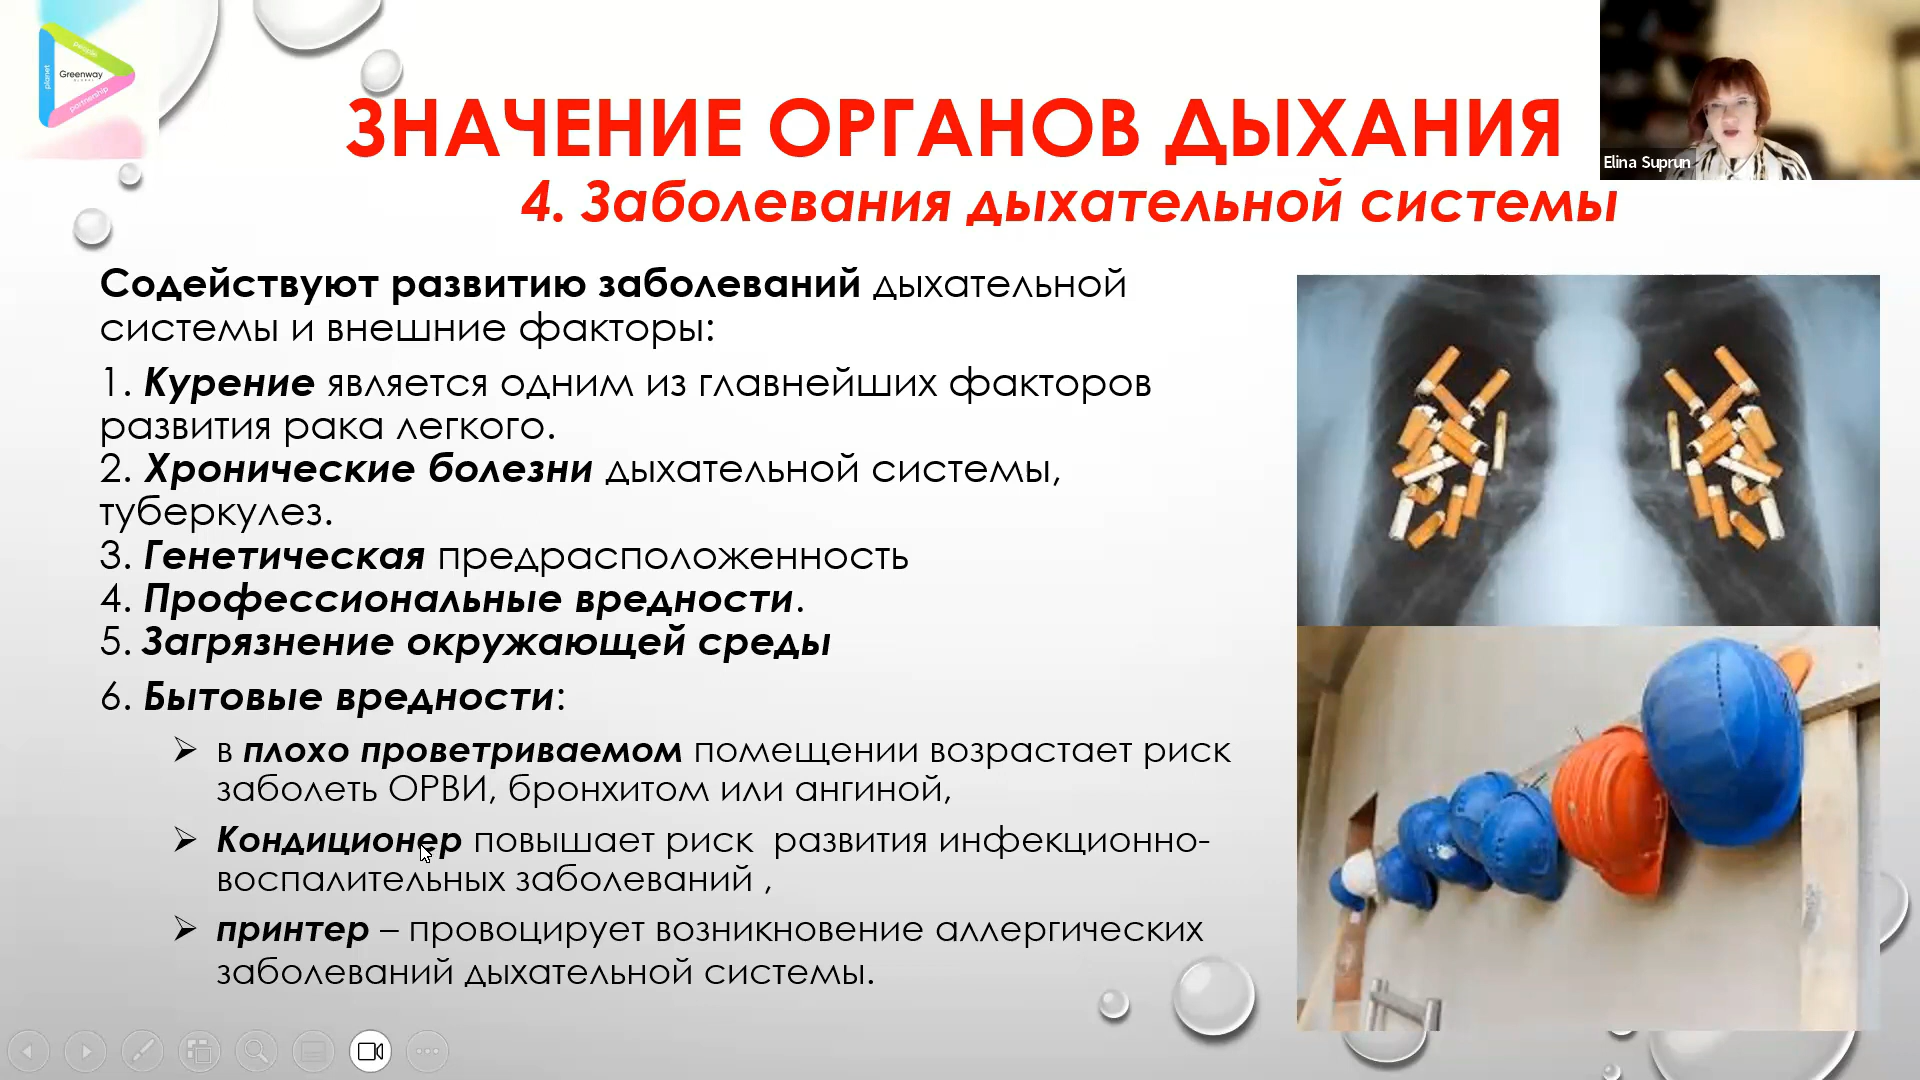 people
planet
Greenway
GLOBAL
partnership
ЗНАЧЕНИЕ ОРГАНОВ ДЫХАНИЯ
Elina Suprun
4. Заболевания дыхательной системы
Содействуют развитию заболеваний дыхательной
системы и внешние факторы:
1. Курение является одним из главнейших факторов
развития рака легкого.
2. Хронические болезни дыхательной системы,
туберкулез.
3. Генетическая предрасположенность
4. Профессиональные вредности.
5. Загрязнение окружающей среды
6. Бытовые вредности:
➢ в плохо проветриваемом помещении возрастает риск
заболеть ОРВИ, бронхитом или ангиной,
➢ Кондиционер повышает риск  развития инфекционно-
воспалительных заболеваний ,
➢ принтер – провоцирует возникновение аллергических
заболеваний дыхательной системы.